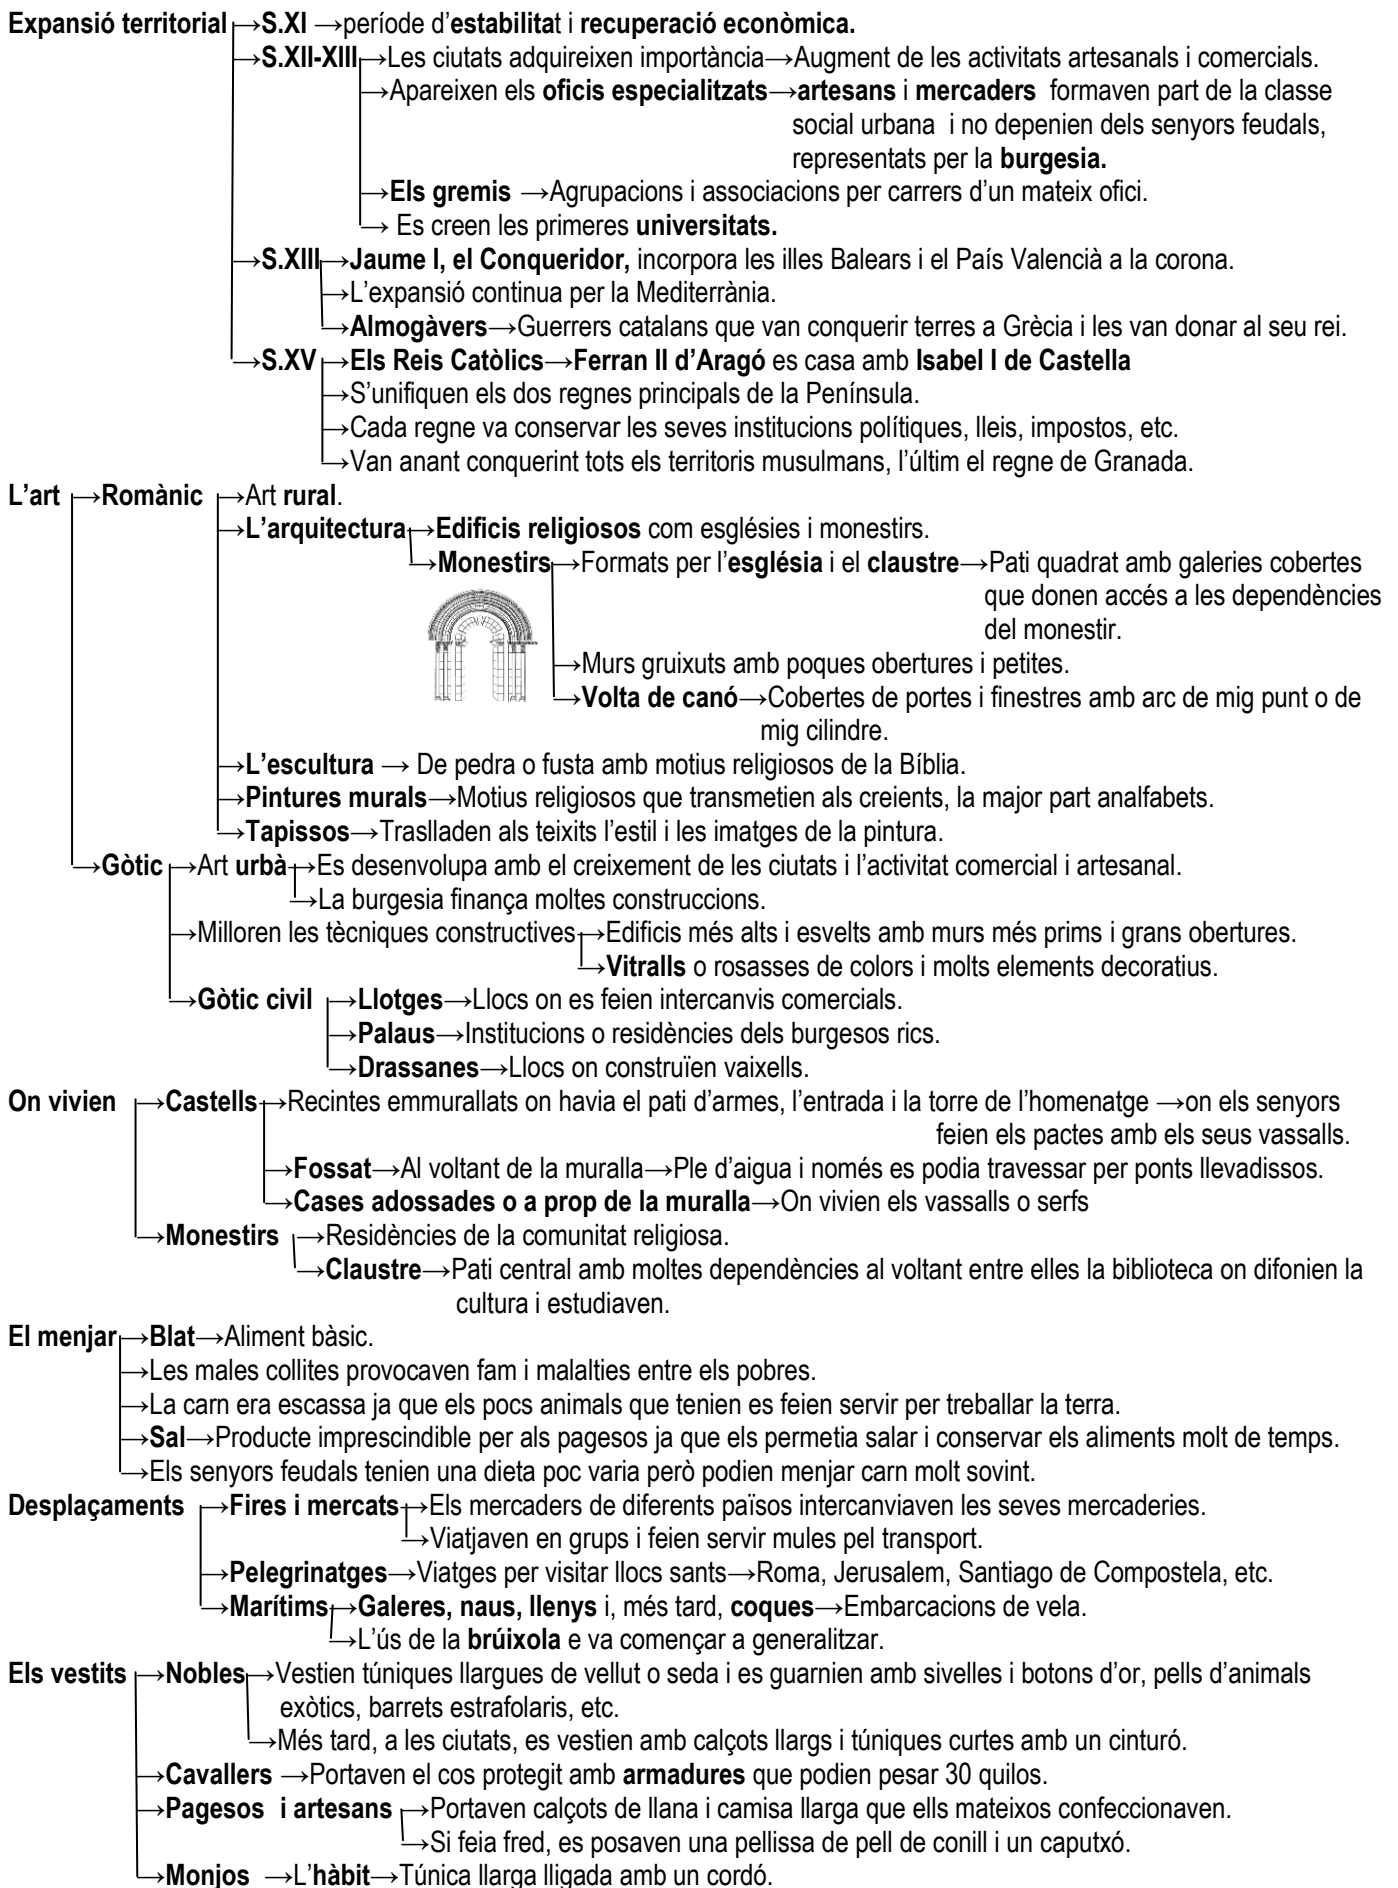 Expansió territorial →S.XI →període d’estabilitat i recuperació econòmica.
→S.XII-XIII→Les ciutats adquireixen importància→Augment de les activitats artesanals i comercials.
→Apareixen els oficis especialitzats→artesans i mercaders formaven part de la classe
social urbana i no depenien dels senyors feudals,
representats per la burgesia.
→Els gremis →Agrupacions i associacions per carrers d’un mateix ofici.
→ Es creen les primeres universitats.
→S.XIII→Jaume I, el Conqueridor, incorpora les illes Balears i el País Valencià a la corona.
→L’expansió continua per la Mediterrània.
→Almogàvers→Guerrers catalans que van conquerir terres a Grècia i les van donar al seu rei.
→S.XV →Els Reis Catòlics→Ferran II d’Aragó es casa amb Isabel I de Castella
→S’unifiquen els dos regnes principals de la Península.
→Cada regne va conservar les seves institucions polítiques, lleis, impostos, etc.
→Van anant conquerint tots els territoris musulmans, l’últim el regne de Granada.
L’art →Romànic →Art rural.
→L’arquitectura→Edificis religiosos com esglésies i monestirs.
→Monestirs→Formats per l’església i el claustre→Pati quadrat amb galeries cobertes
que donen accés a les dependències
del monestir.
→Murs gruixuts amb poques obertures i petites.
→Volta de canó→Cobertes de portes i finestres amb arc de mig punt o de
mig cilindre.
→L’escultura → De pedra o fusta amb motius religiosos de la Bíblia.
→Pintures murals→Motius religiosos que transmetien als creients, la major part analfabets.
→Tapissos→Traslladen als teixits l’estil i les imatges de la pintura.
→Gòtic →Art urbà→Es desenvolupa amb el creixement de les ciutats i l’activitat comercial i artesanal.
→La burgesia finança moltes construccions.
→Milloren les tècniques constructives→Edificis més alts i esvelts amb murs més prims i grans obertures.
→Vitralls o rosasses de colors i molts elements decoratius.
→Gòtic civil →Llotges→Llocs on es feien intercanvis comercials.
→Palaus→Institucions o residències dels burgesos rics.
→Drassanes→Llocs on construïen vaixells.
On vivien →Castells→Recintes emmurallats on havia el pati d’armes, l’entrada i la torre de l’homenatge →on els senyors
feien els pactes amb els seus vassalls.
→Fossat→Al voltant de la muralla→Ple d’aigua i només es podia travessar per ponts llevadissos.
→Cases adossades o a prop de la muralla→On vivien els vassalls o serfs
→Monestirs →Residències de la comunitat religiosa.
→Claustre→Pati central amb moltes dependències al voltant entre elles la biblioteca on difonien la
cultura i estudiaven.
El menjar→Blat→Aliment bàsic.
→Les males collites provocaven fam i malalties entre els pobres.
→La carn era escassa ja que els pocs animals que tenien es feien servir per treballar la terra.
→Sal→Producte imprescindible per als pagesos ja que els permetia salar i conservar els aliments molt de temps.
→Els senyors feudals tenien una dieta poc varia però podien menjar carn molt sovint.
Desplaçaments →Fires i mercats→Els mercaders de diferents països intercanviaven les seves mercaderies.
→Viatjaven en grups i feien servir mules pel transport.
→Pelegrinatges→Viatges per visitar llocs sants→Roma, Jerusalem, Santiago de Compostela, etc.
→Marítims→Galeres, naus, llenys i, més tard, coques→Embarcacions de vela.
→L’ús de la brúixola e va començar a generalitzar.
Els vestits →Nobles→Vestien túniques llargues de vellut o seda i es guarnien amb sivelles i botons d’or, pells d’animals
exòtics, barrets estrafolaris, etc.
→Més tard, a les ciutats, es vestien amb calçots llargs i túniques curtes amb un cinturó.
→Cavallers →Portaven el cos protegit amb armadures que podien pesar 30 quilos.
→Pagesos i artesans →Portaven calçots de llana i camisa llarga que ells mateixos confeccionaven.
→Si feia fred, es posaven una pellissa de pell de conill i un caputxó.
→Monjos →L’hàbit→Túnica llarga lligada amb un cordó.